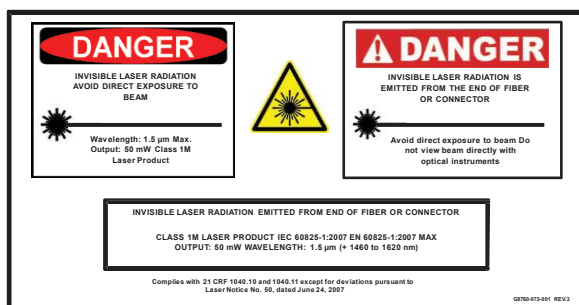 DANGER
INVISIBLE LASER RADIATION
AVOID DIRECT EXPOSURE TO
BEAM
Wavelength: 1.5 µm Max.
Output: 50 mW Class 1M
Laser Product
DANGER
INVISIBLE LASER RADIATION IS
EMITTED FROM THE END OF FIBER
OR CONNECTOR
Avoid direct exposure to beam Do
not view beam directly with
optical instruments
INVISIBLE LASER RADIATION EMITTED FROM END OF FIBER OR CONNECTOR
CLASS 1M LASER PRODUCT IEC 60825-1:2007 EN 60825-1:2007 MAX
OUTPUT: 50 mW WAVELENGTH: 1.5 µm (+ 1460 to 1620 nm)
Complies with 21 CRF 1040.10 and 1040.11 except for deviations pursuant to
Laser Notice No. 50, dated June 24, 2007
G8760-073-001 REV.3